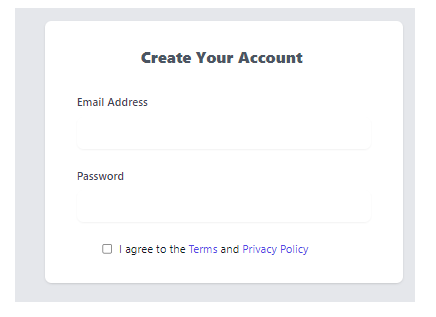 Create Your Account
Email Address
Password
I agree to the Terms and Privacy Policy